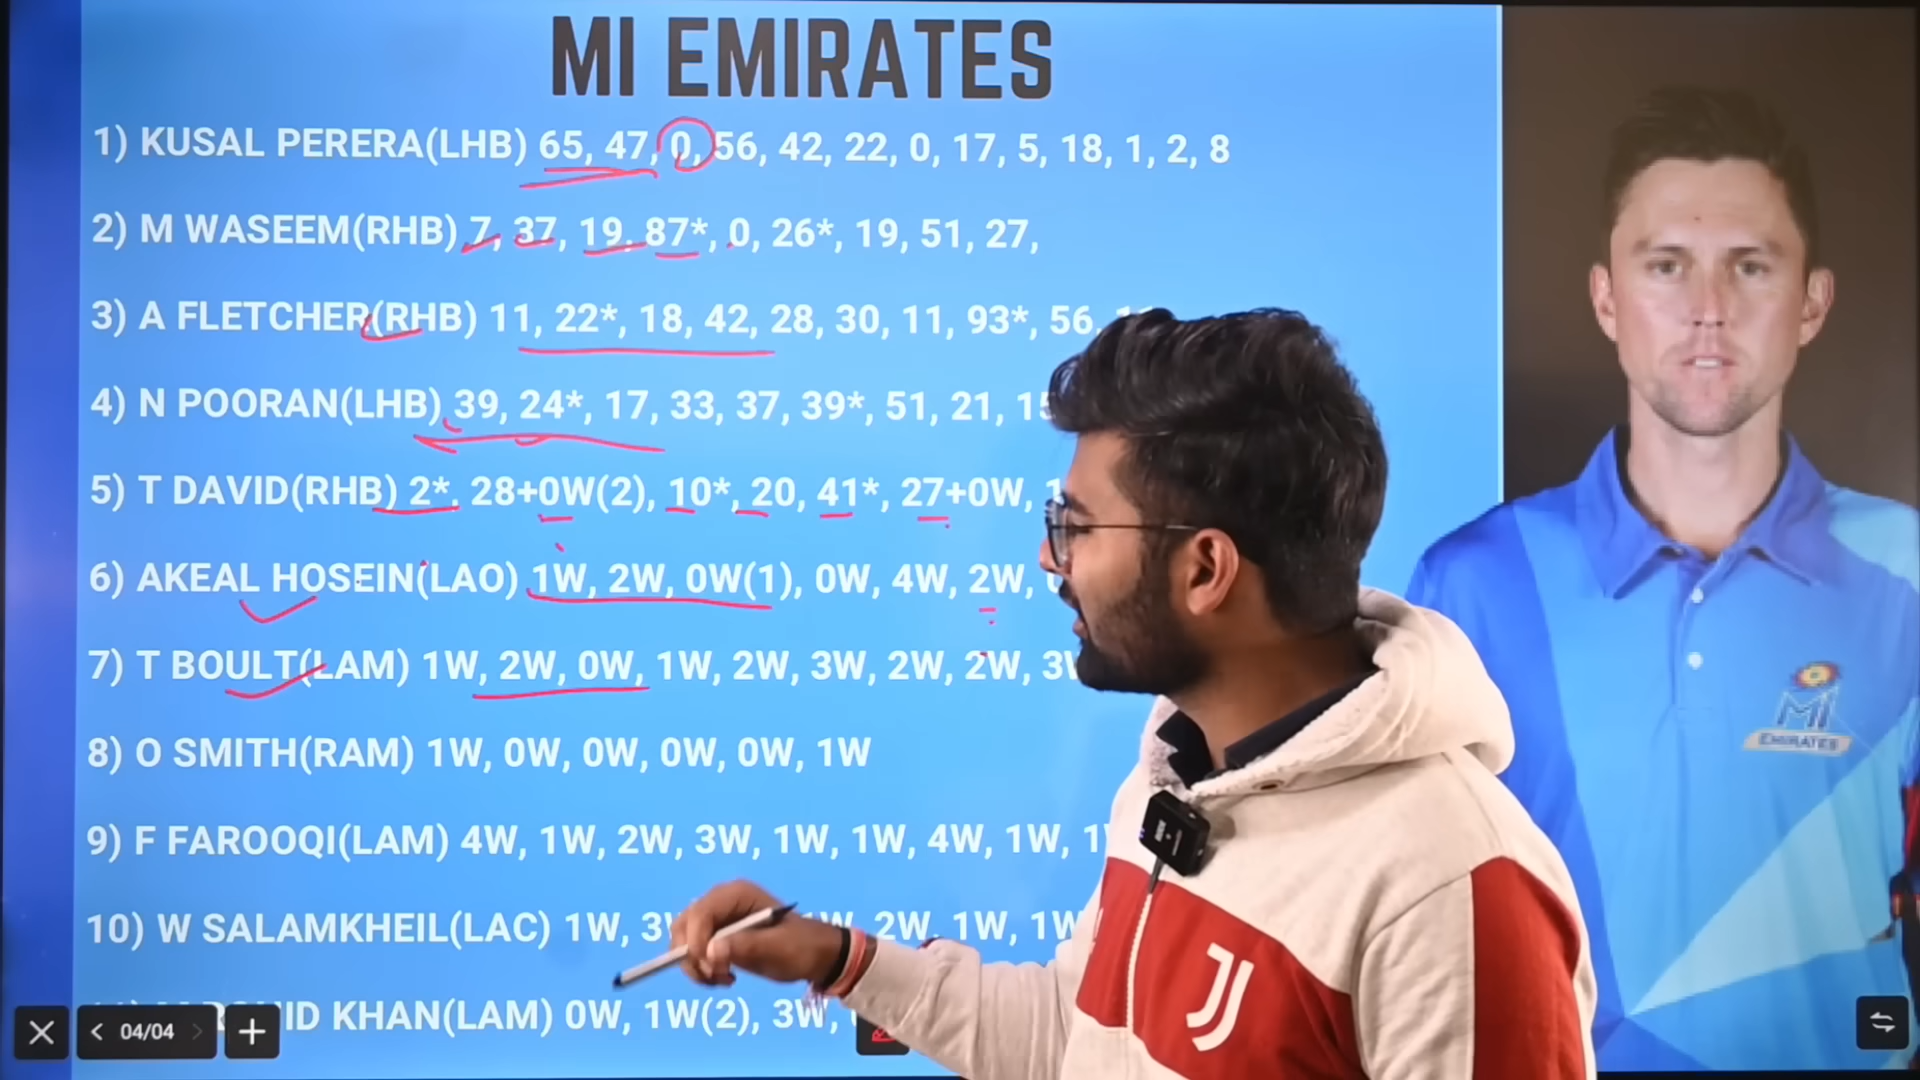 MI EMIRATES
1) KUSAL PERERA(LHB) 65, 47, 0, 56, 42, 22, 0, 17, 5, 18, 1, 2, 8
2) M WASEEM(RHB) 7, 37, 19, 87*, 0, 26*, 19, 51, 27,
3) A FLETCHER(RHB) 11, 22*, 18, 42, 28, 30, 11, 93*, 56,
4) N POORAN(LHB) 39, 24*, 17, 33, 37, 39*, 51, 21,
5) T DAVID(RHB) 2*, 28+0W(2), 10*, 20, 41*, 27+0W,
6) AKEAL HOSEIN(LAO) 1W, 2W, 0W(1), 0W, 4W, 2W,
7) T BOULT(LAM) 1W, 2W, 0W, 1W, 2W, 3W, 2W, 2W,
8) O SMITH(RAM) 1W, 0W, 0W, 0W, 0W, 1W
9) F FAROOQI(LAM) 4W, 1W, 2W, 3W, 1W, 1W, 4W, 1W,
10) W SALAMKHEIL(LAC) 1W, 2W, 1W,
KHAN(LAM) 0W, 1W(2), 3W,
04/04
MI
EMIRATES